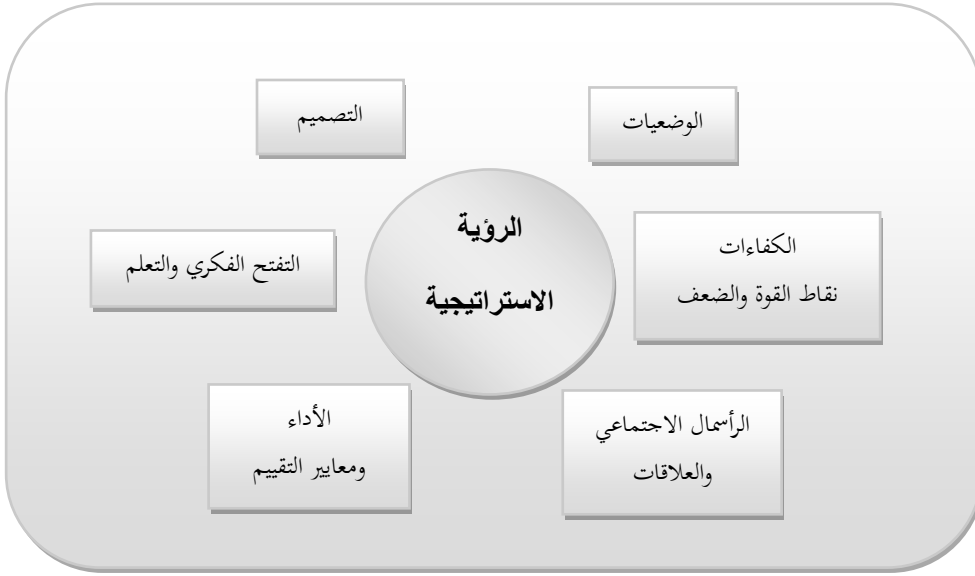 الوضعيات
التصميم
الرؤية
الاستراتيجية
الكفاءات
نقاط القوة والضعف
التفتح الفكري والتعلم
الرأسمال الاجتماعي
والعلاقات
الأداء
ومعايير التقييم